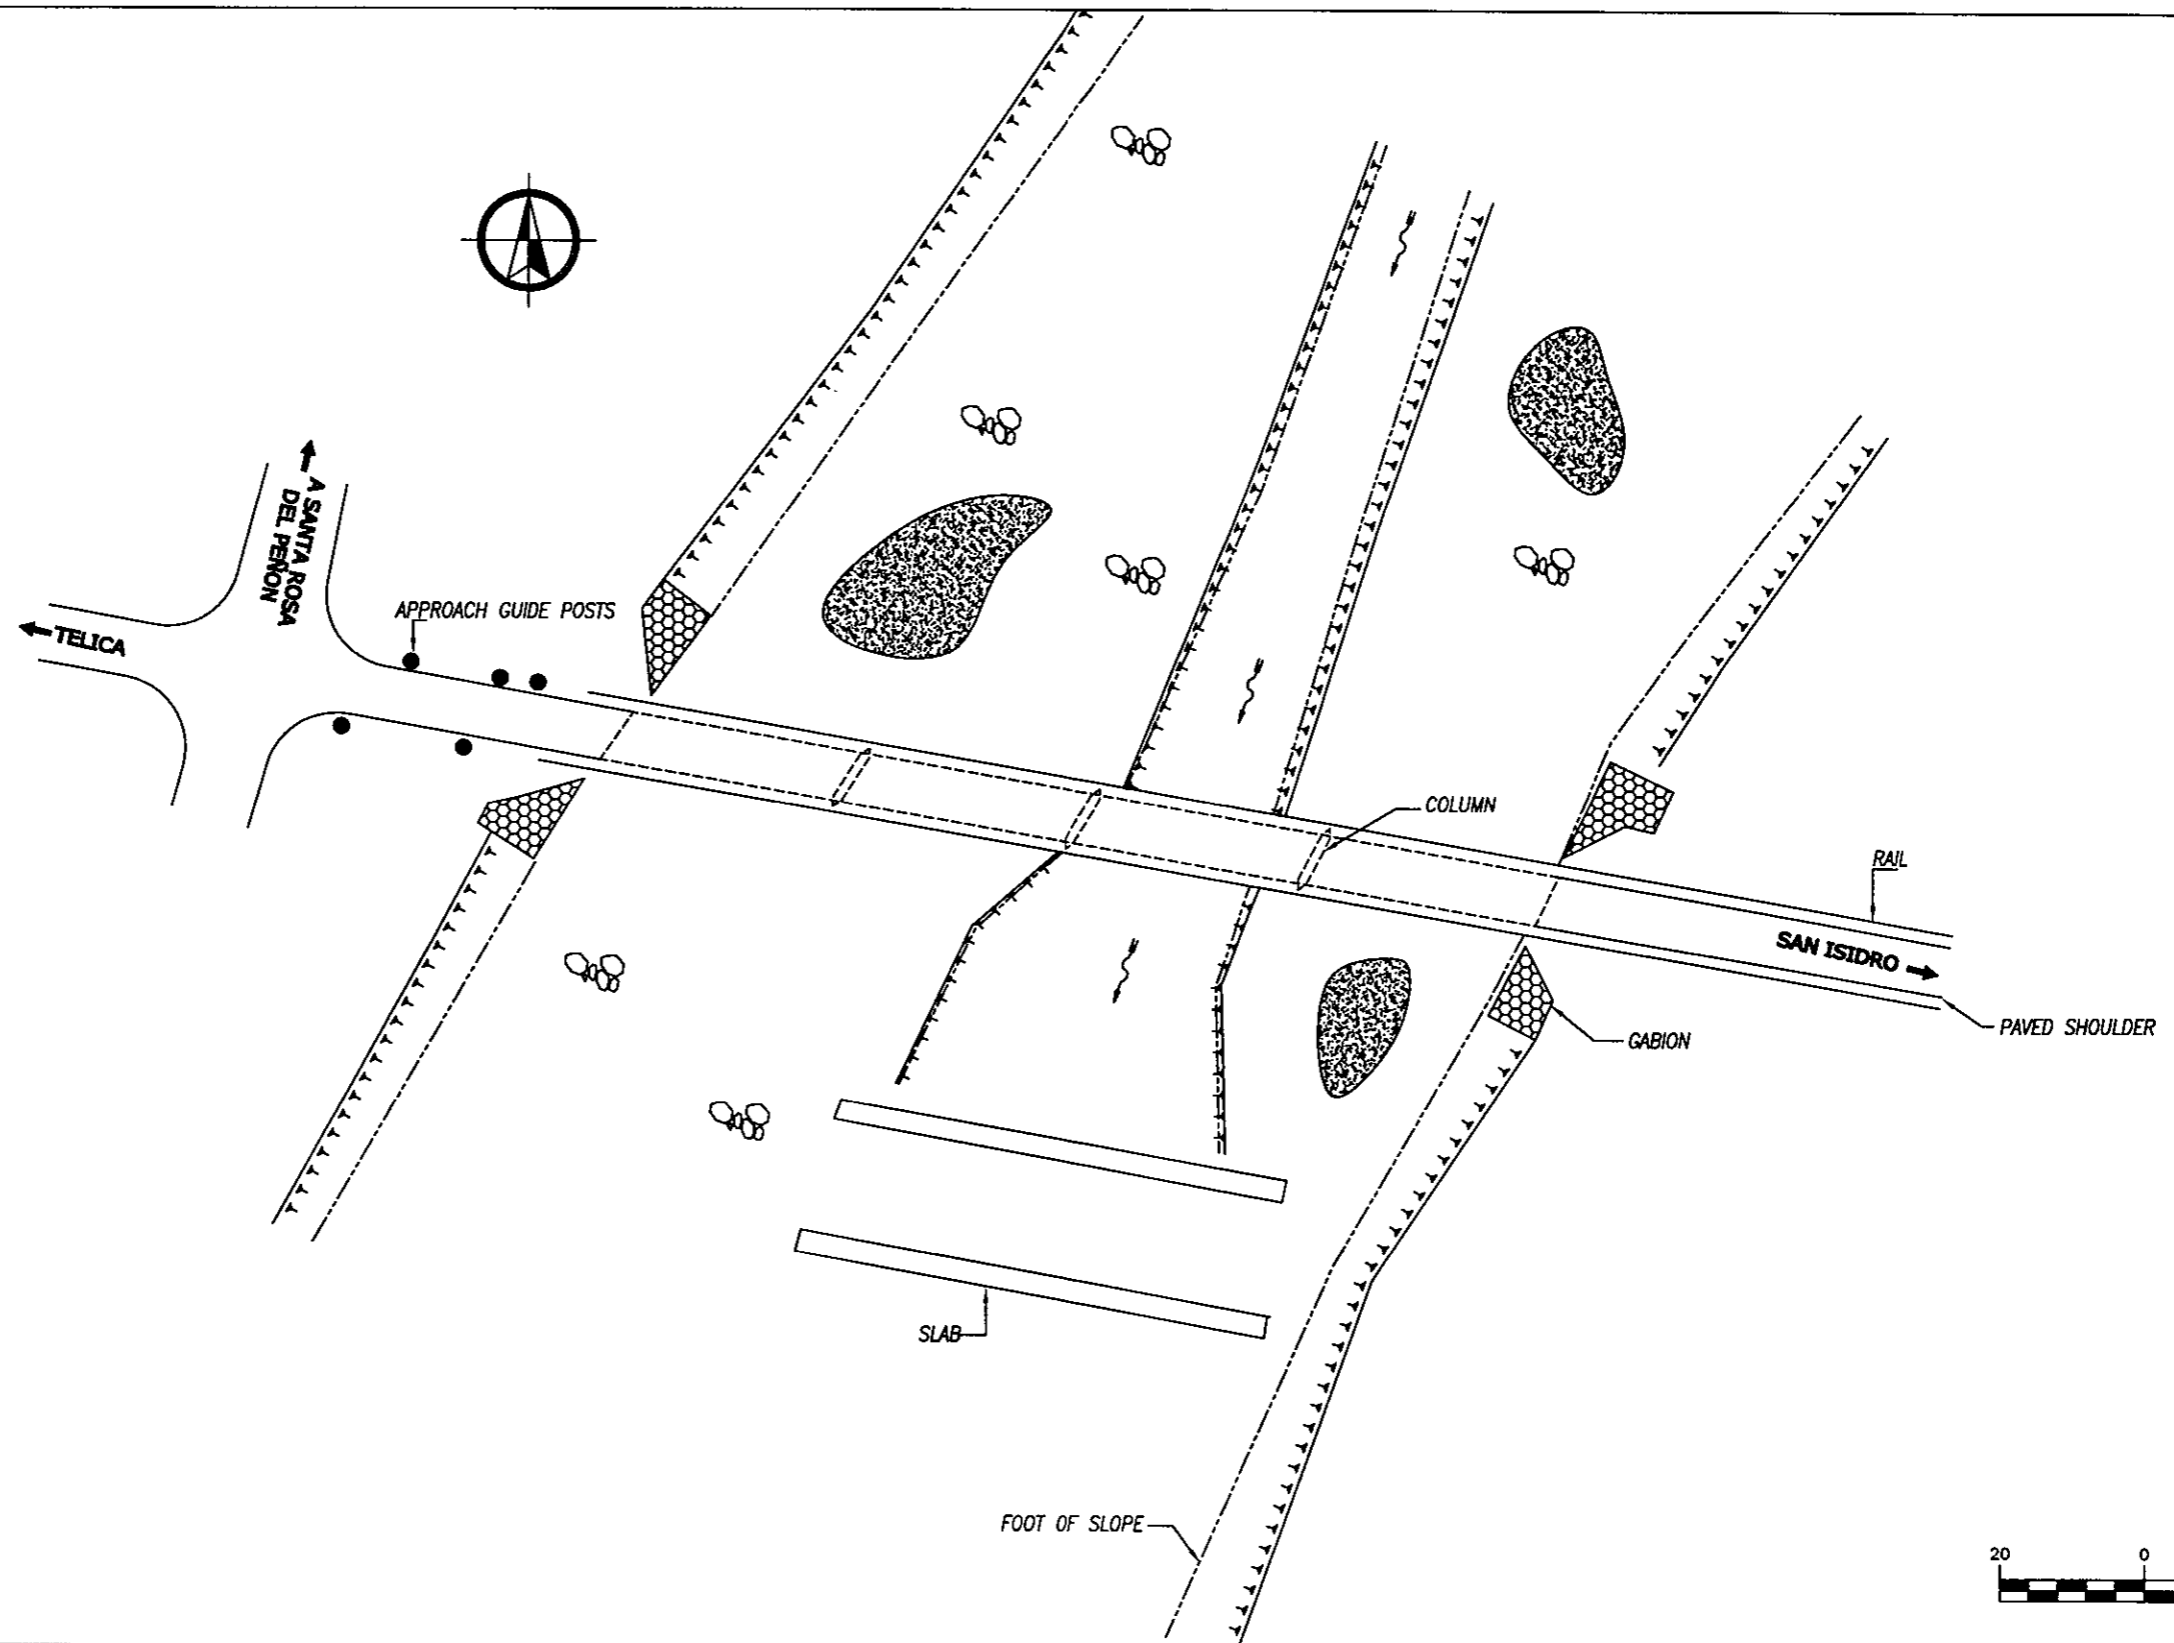 A SANTA ROSA
DEL PEÑON
APPROACH GUIDE POSTS
TELICA
COLUMN
RAIL
SAN ISIDRO
PAVED SHOULDER
GABION
SLAB
FOOT OF SLOPE
20 0